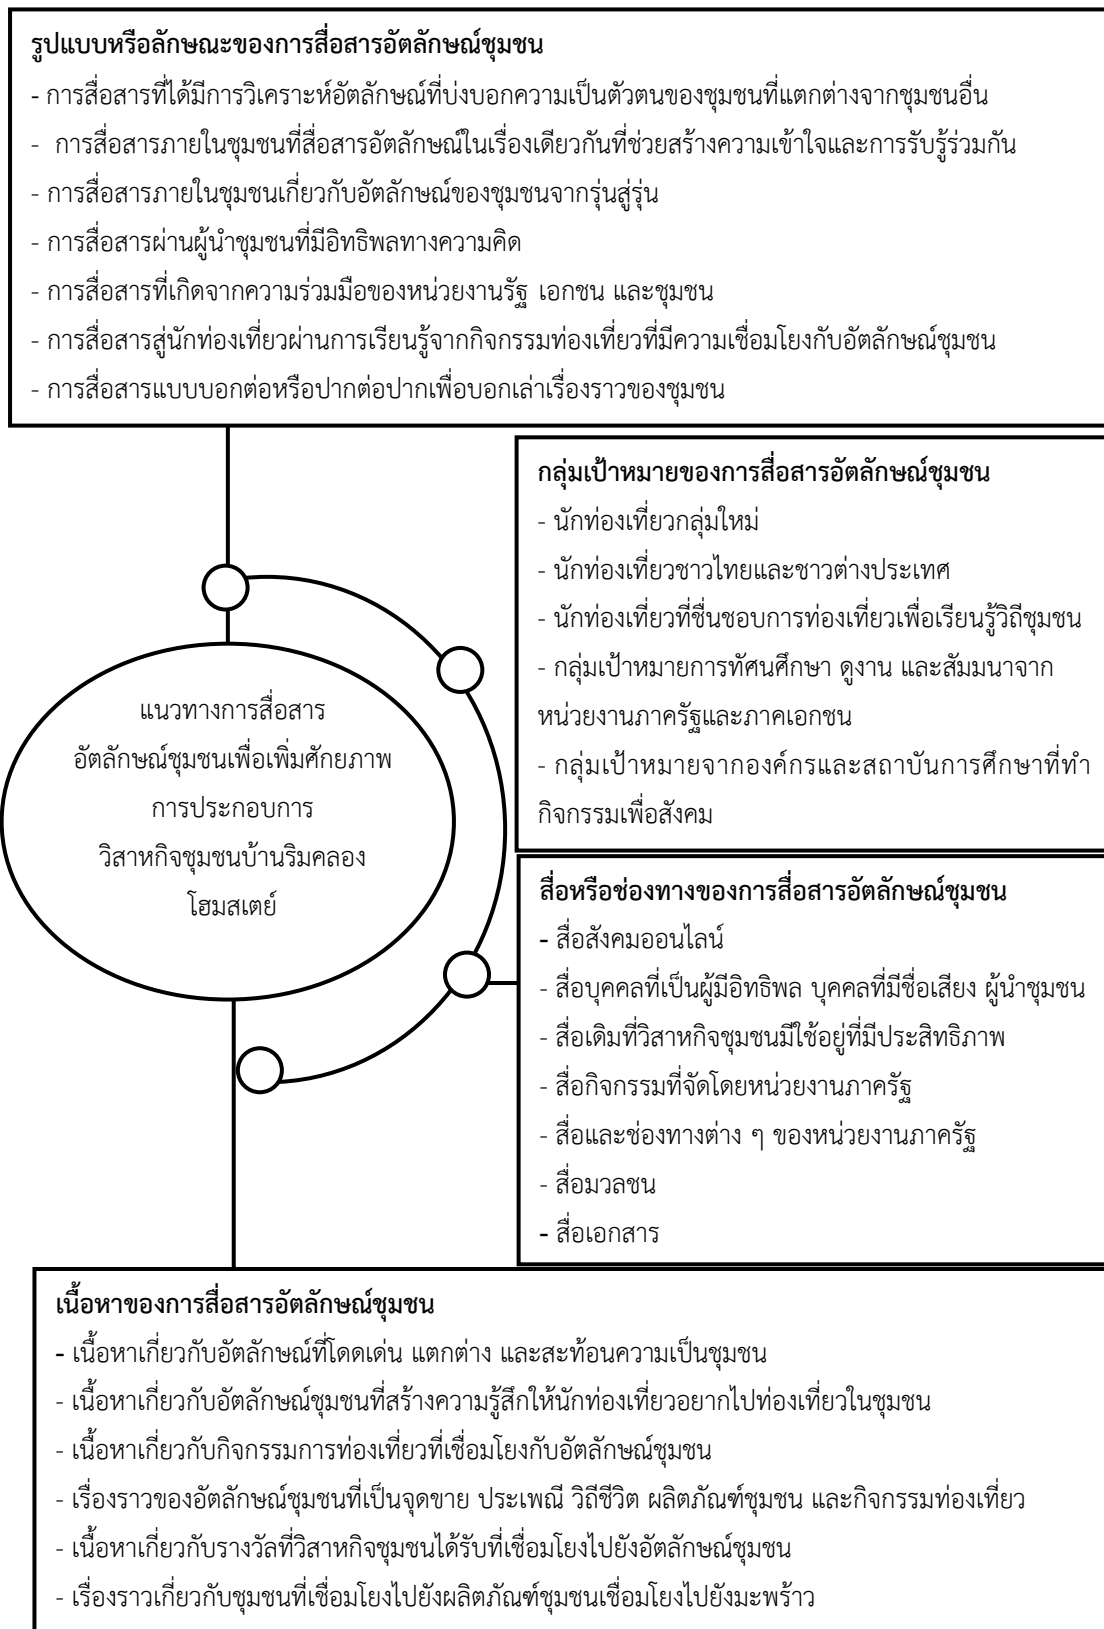 รูปแบบหรือลักษณะของการสื่อสารอัตลักษณ์ชุมชน
- การสื่อสารที่ได้มีการวิเคราะห์อัตลักษณ์ที่บ่งบอกความเป็นตัวตนของชุมชนที่แตกต่างจากชุมชนอื่น
- การสื่อสารภายในชุมชนที่สื่อสารอัตลักษณ์ในเรื่องเดียวกันที่ช่วยสร้างความเข้าใจและการรับรู้ร่วมกัน
- การสื่อสารภายในชุมชนเกี่ยวกับอัตลักษณ์ของชุมชนจากรุ่นสู่รุ่น
- การสื่อสารผ่านผู้นำชุมชนที่มีอิทธิพลทางความคิด
- การสื่อสารที่เกิดจากความร่วมมือของหน่วยงานรัฐ เอกชน และชุมชน
- การสื่อสารสู่นักท่องเที่ยวผ่านการเรียนรู้จากกิจกรรมท่องเที่ยวที่มีความเชื่อมโยงกับอัตลักษณ์ชุมชน
- การสื่อสารแบบบอกต่อหรือปากต่อปากเพื่อบอกเล่าเรื่องราวของชุมชน
กลุ่มเป้าหมายของการสื่อสารอัตลักษณ์ชุมชน
- นักท่องเที่ยวกลุ่มใหม่
- นักท่องเที่ยวชาวไทยและชาวต่างประเทศ
- นักท่องเที่ยวที่ชื่นชอบการท่องเที่ยวเพื่อเรียนรู้วิถีชุมชน
- กลุ่มเป้าหมายการทัศนศึกษา ดูงาน และสัมมนาจาก
หน่วยงานภาครัฐและภาคเอกชน
- กลุ่มเป้าหมายจากองค์กรและสถาบันการศึกษาที่ทำ
กิจกรรมเพื่อสังคม
แนวทางการสื่อสาร
อัตลักษณ์ชุมชนเพื่อเพิ่มศักยภาพ
การประกอบการ
วิสาหกิจชุมชนบ้านริมคลอง
โฮมสเตย์
สื่อหรือช่องทางของการสื่อสารอัตลักษณ์ชุมชน
- สื่อสังคมออนไลน์
- สื่อบุคคลที่เป็นผู้มีอิทธิพล บุคคลที่มีชื่อเสียง ผู้นำชุมชน
- สื่อเดิมที่วิสาหกิจชุมชนมีใช้อยู่ที่มีประสิทธิภาพ
- สื่อกิจกรรมที่จัดโดยหน่วยงานภาครัฐ
- สื่อและช่องทางต่าง ๆ ของหน่วยงานภาครัฐ
- สื่อมวลชน
- สื่อเอกสาร
เนื้อหาของการสื่อสารอัตลักษณ์ชุมชน
- เนื้อหาเกี่ยวกับอัตลักษณ์ที่โดดเด่น แตกต่าง และสะท้อนความเป็นชุมชน
- เนื้อหาเกี่ยวกับอัตลักษณ์ชุมชนที่สร้างความรู้สึกให้นักท่องเที่ยวอยากไปท่องเที่ยวในชุมชน
- เนื้อหาเกี่ยวกับกิจกรรมการท่องเที่ยวที่เชื่อมโยงกับอัตลักษณ์ชุมชน
- เรื่องราวของอัตลักษณ์ชุมชนที่เป็นจุดขาย ประเพณี วิถีชีวิต ผลิตภัณฑ์ชุมชน และกิจกรรมท่องเที่ยว
- เนื้อหาเกี่ยวกับรางวัลที่วิสาหกิจชุมชนได้รับที่เชื่อมโยงไปยังอัตลักษณ์ชุมชน
- เรื่องราวเกี่ยวกับชุมชนที่เชื่อมโยงไปยังผลิตภัณฑ์ชุมชนเชื่อมโยงไปยังมะพร้าว